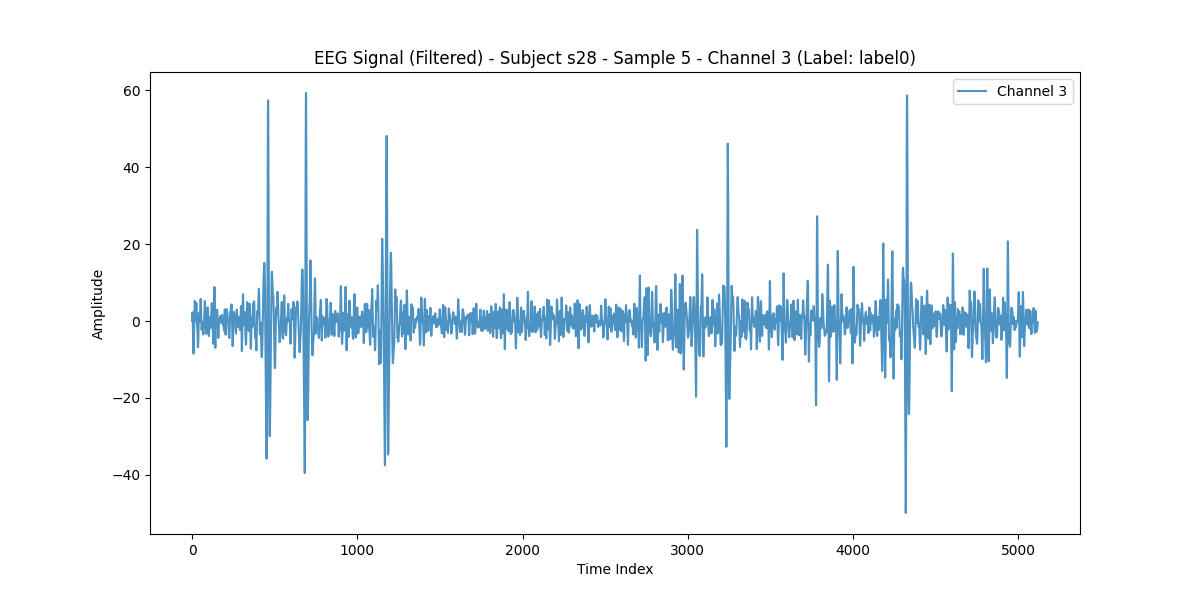 EEG Signal (Filtered) - Subject s28 - Sample 5 - Channel 3 (Label: label0)
Channel 3
60
40
20
0
−20
−40
Amplitude
0 1000 2000 3000 4000 5000
Time Index